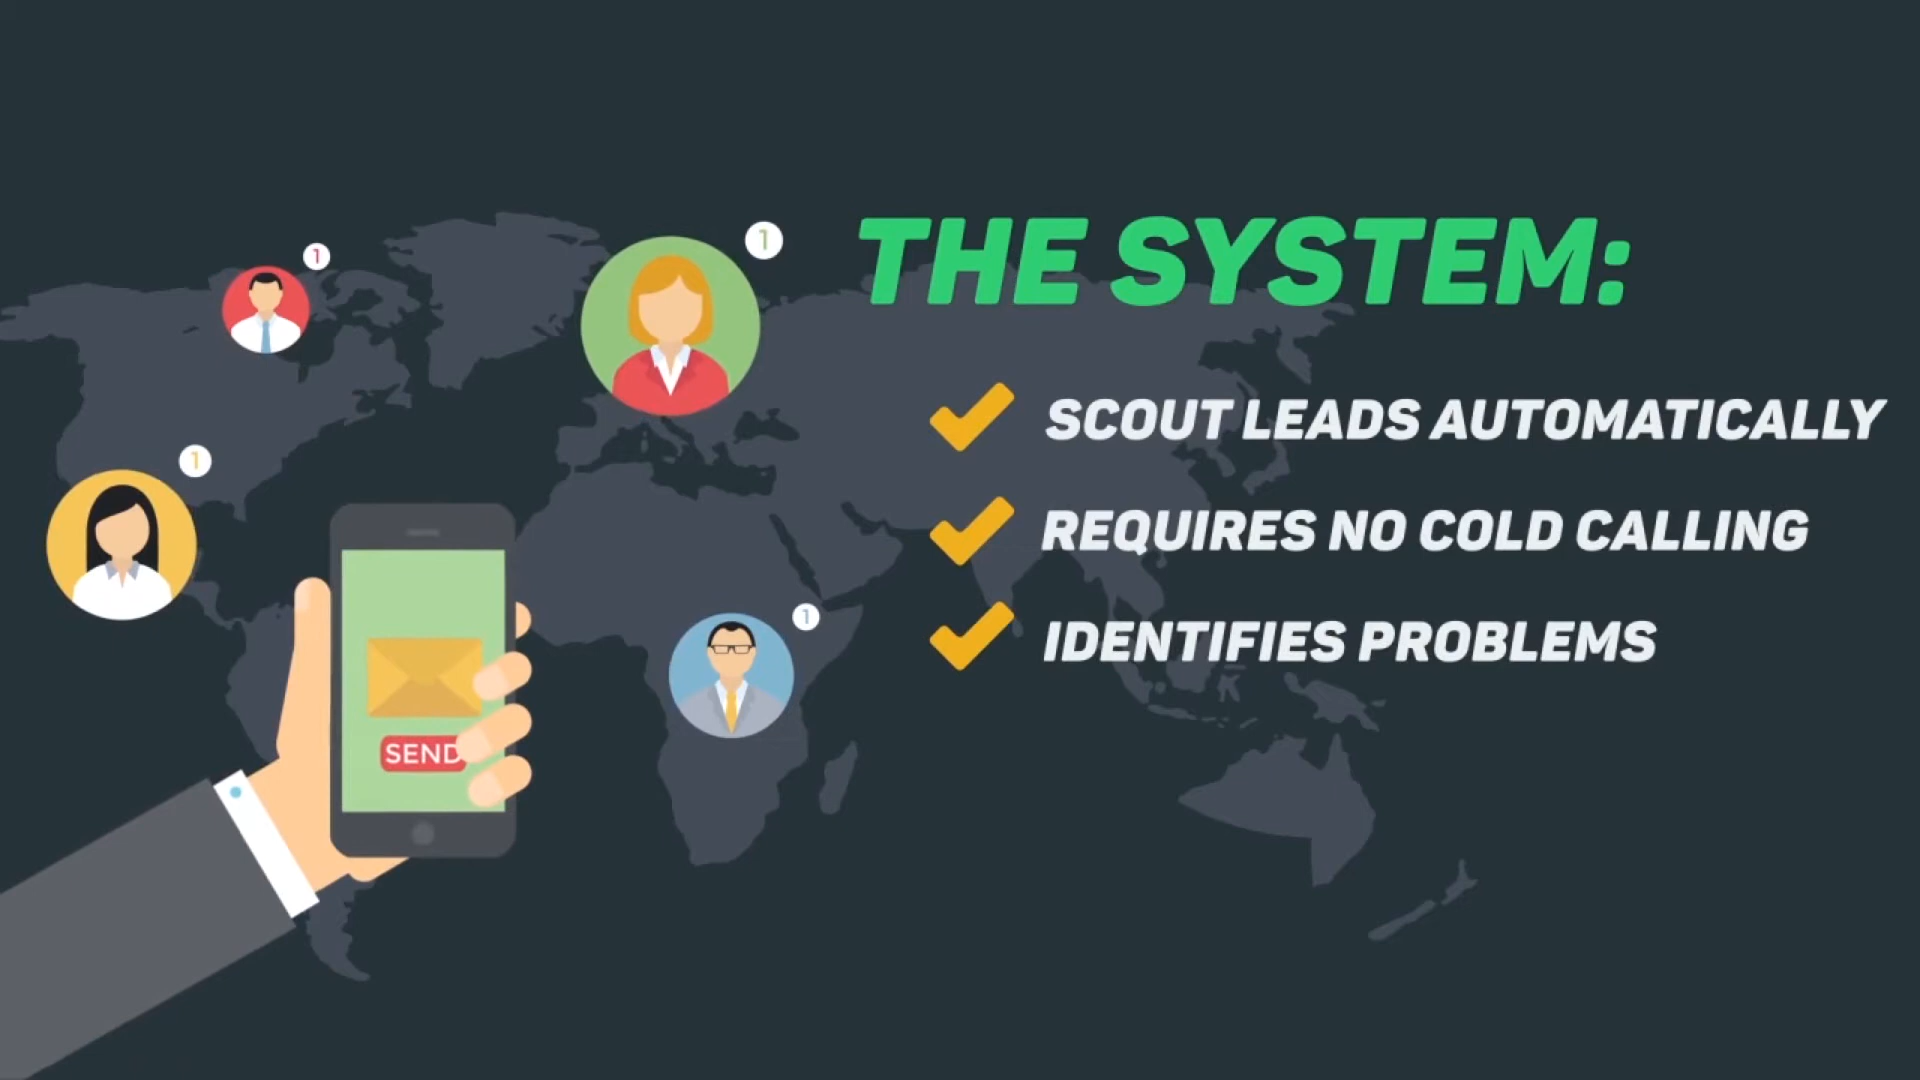 1
1
THE SYSTEM:
SCOUT LEADS AUTOMATICALLY
1
REQUIRES NO COLD CALLING
1
IDENTIFIES PROBLEMS
SEND